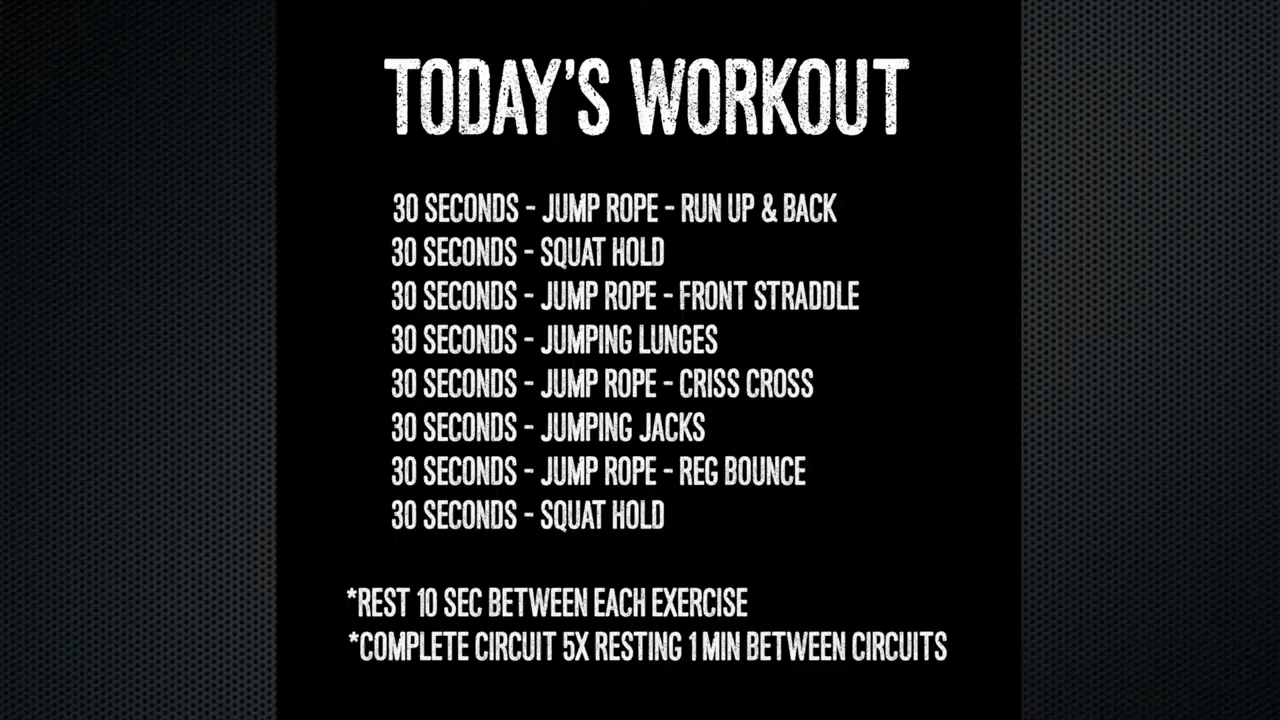 TODAY'S WORKOUT
30 SECONDS - JUMP ROPE - RUN UP & BACK
30 SECONDS - SQUAT HOLD
30 SECONDS - JUMP ROPE - FRONT STRADDLE
30 SECONDS - JUMPING LUNGES
30 SECONDS - JUMP ROPE - CRISS CROSS
30 SECONDS - JUMPING JACKS
30 SECONDS - JUMP ROPE - REG BOUNCE
30 SECONDS - SQUAT HOLD
*REST 10 SEC BETWEEN EACH EXERCISE
*COMPLETE CIRCUIT 5X RESTING 1 MIN BETWEEN CIRCUITS